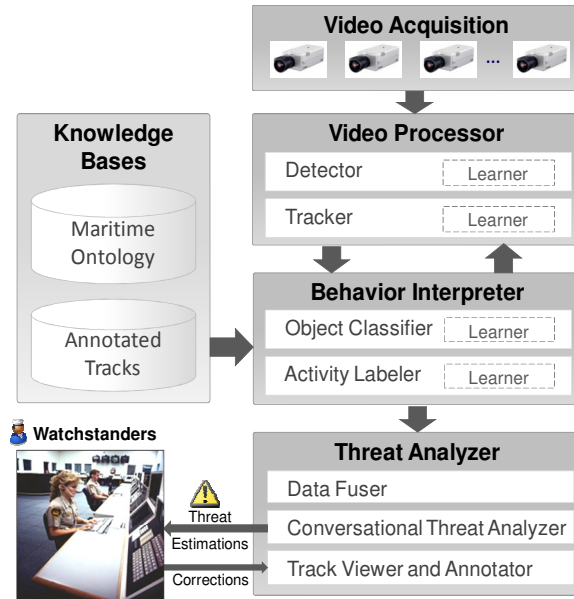 Video Acquisition
...
Knowledge
Bases
Maritime
Ontology
Annotated
Tracks
Video Processor
Detector
Learner
Tracker
Learner
Behavior Interpreter
Object Classifier
Learner
Activity Labeler
Learner
Watchstanders
Threat
Estimations
Corrections
Threat Analyzer
Data Fuser
Conversational Threat Analyzer
Track Viewer and Annotator